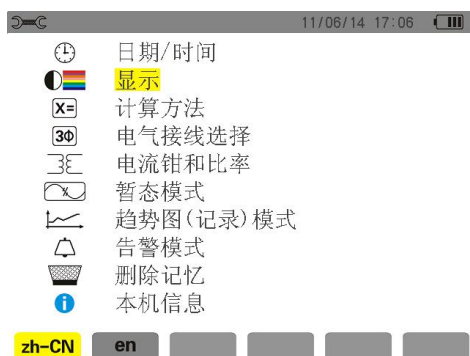 11/06/14 17:06
日期/时间
显示
X= 计算方法
3Φ 电气接线选择
电流钳和比率
暂态模式
趋势图(记录)模式
告警模式
删除记忆
i 本机信息
zh-CN en